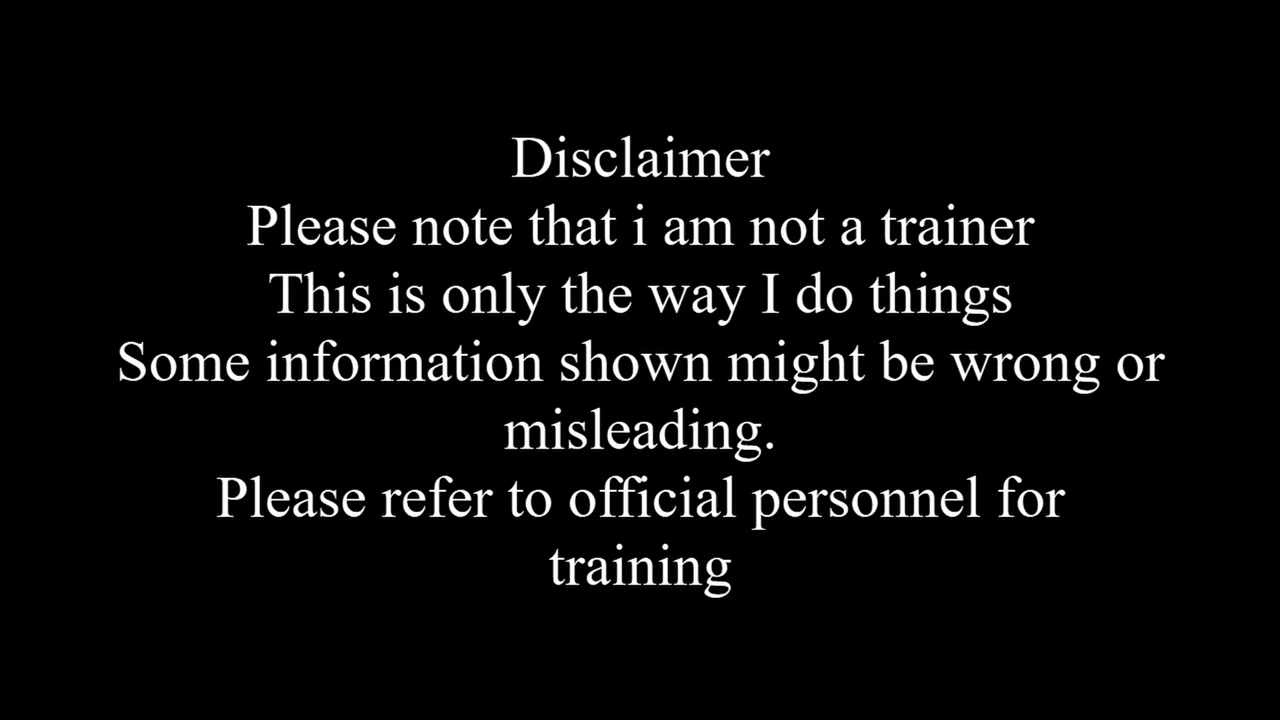 Disclaimer
Please note that i am not a trainer
This is only the way I do things
Some information shown might be wrong or
misleading.
Please refer to official personnel for
training